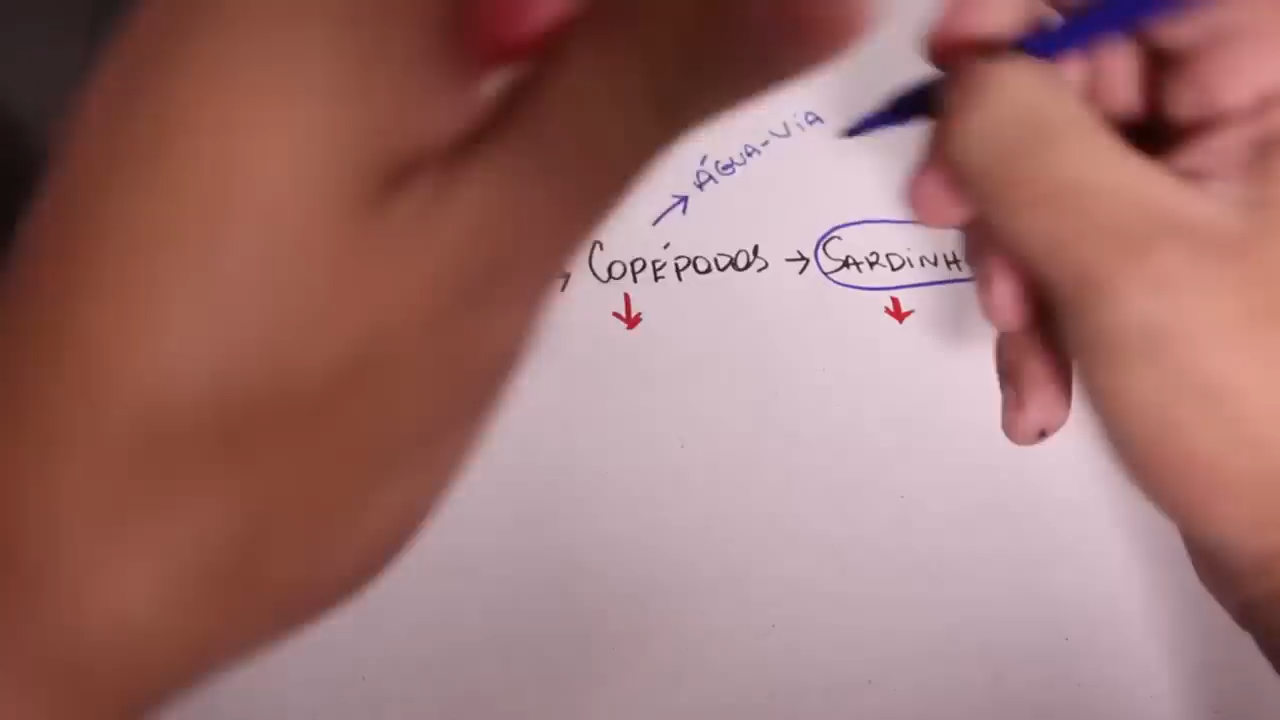 → ÁGUA-VIA
→ COPÉPODOS → SARDINH